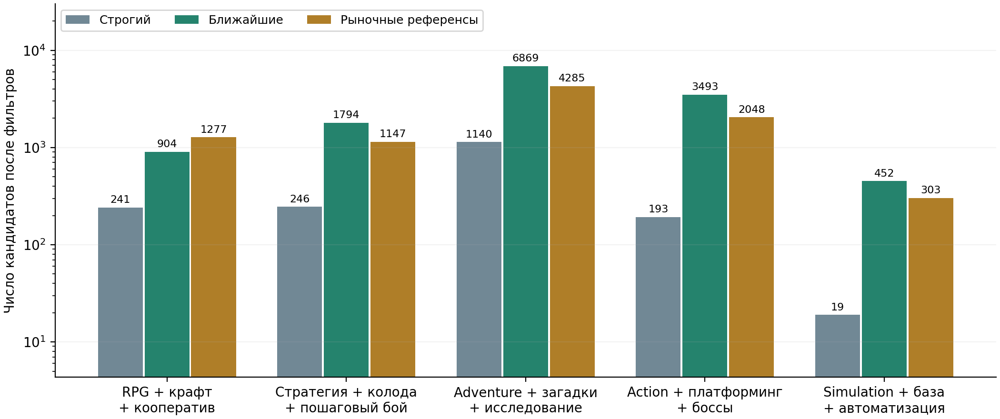 Строгий Ближайшие Рыночные референсы
Число кандидатов после фильтров
10⁴
10³
10²
10¹
241
904
1277
246
1794
1147
1140
6869
4285
193
3493
2048
19
452
303
RPG + крафт
+ кооператив
Стратегия + колода
+ пошаговый бой
Adventure + загадки
+ исследование
Action + платформинг
+ боссы
Simulation + база
+ автоматизация